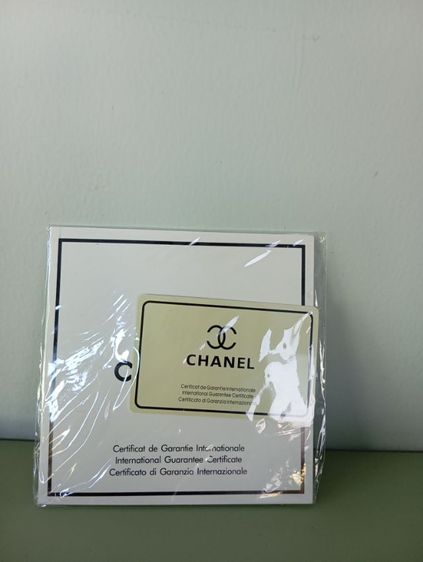 CHANEL
Certificat de Garantie Internationale
International Guarantee Certificate
Certificato di Garanzia Internazionale
C
Certificat de Garantie Internationale
International Guarantee Certificate
Certificato di Garanzia Internazionale